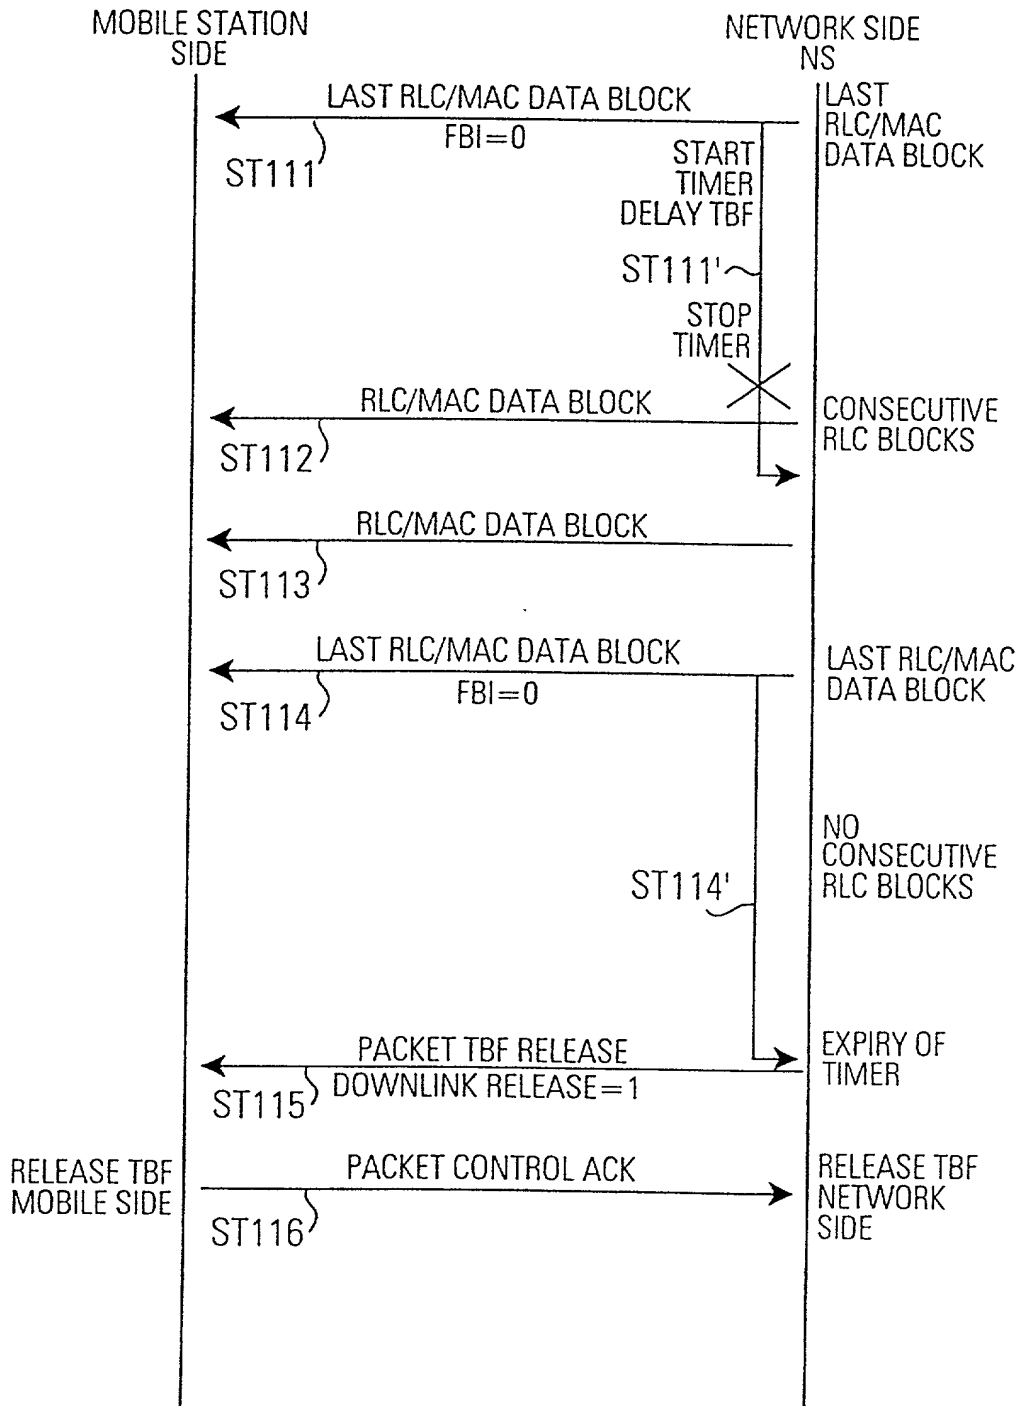 MOBILE STATION
SIDE
NETWORK SIDE
NS
LAST RLC/MAC DATA BLOCK
FBI=0
ST111
LAST
RLC/MAC
DATA BLOCK
START
TIMER
DELAY TBF
ST111'
STOP
TIMER
RLC/MAC DATA BLOCK
ST112
CONSECUTIVE
RLC BLOCKS
RLC/MAC DATA BLOCK
ST113
LAST RLC/MAC DATA BLOCK
FBI=0
ST114
LAST RLC/MAC
DATA BLOCK
NO
CONSECUTIVE
RLC BLOCKS
ST114'
PACKET TBF RELEASE
DOWNLINK RELEASE=1
ST115
EXPIRY OF
TIMER
RELEASE TBF
MOBILE SIDE
PACKET CONTROL ACK
ST116
RELEASE TBF
NETWORK
SIDE